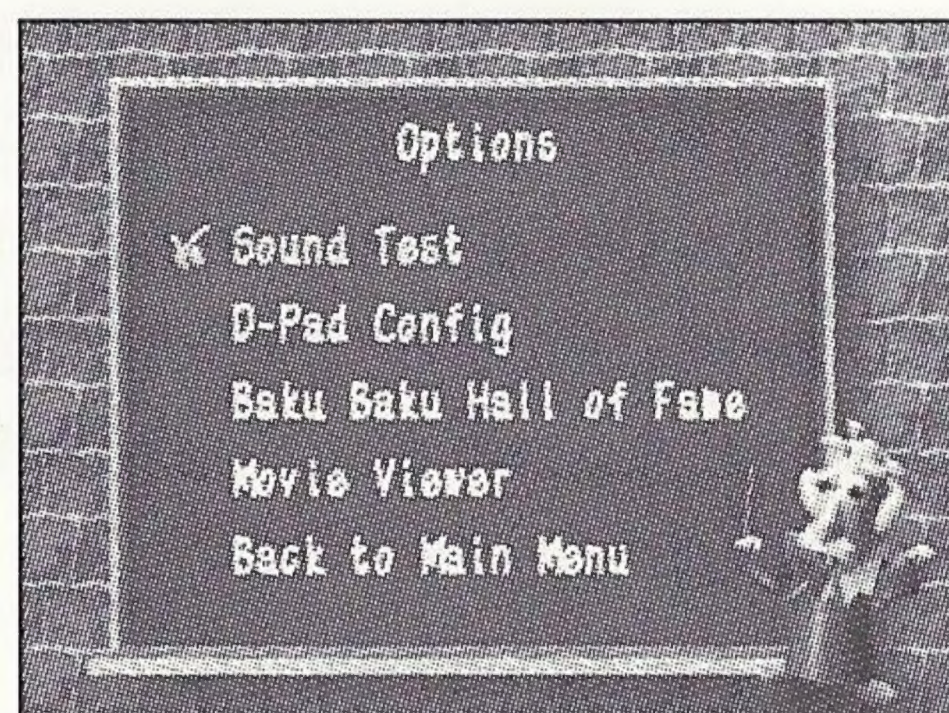 Options
Sound Test
D-Pad Config
Baku Baku Hall of Fame
Movie Viewer
Back to Main Menu